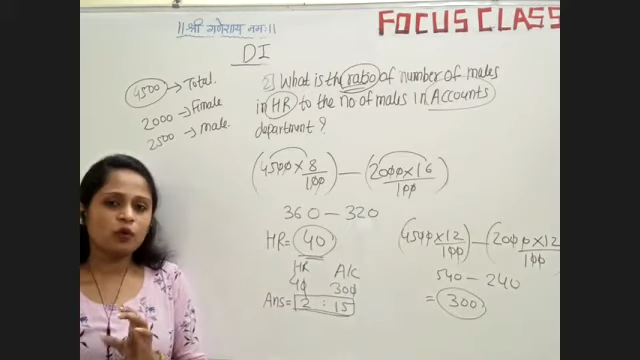 FOCUS CLASS
||श्री गणेशाय नमः||
DI
4500 → Total.
2000 → Female
2500 → Male.
2] What is the ratio of number of males
in HR to the no of males in Accounts
department?
(4500 × 8/100) — (2000 × 16/100)
360 — 320
HR = 40
(4500 × 12/100) — (2000 × 12/100)
540 — 240
= 300
HR A/C
40 300
Ans = 2 : 15